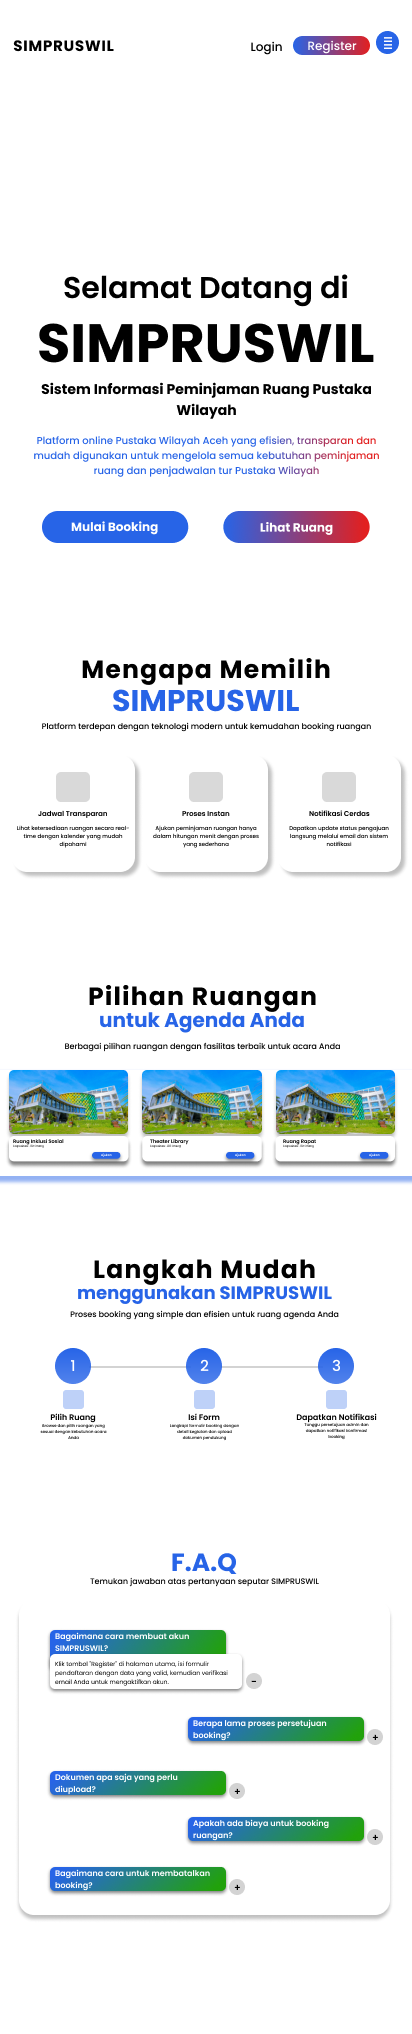 SIMPRUSWIL
Login
Register
Selamat Datang di
SIMPRUSWIL
Sistem Informasi Peminjaman Ruang Pustaka
Wilayah
Platform online Pustaka Wilayah Aceh yang efisien, transparan dan
mudah digunakan untuk mengelola semua kebutuhan peminjaman
ruang dan penjadwalan tur Pustaka Wilayah
Mulai Booking
Lihat Ruang
Mengapa Memilih
SIMPRUSWIL
Platform terdepan dengan teknologi modern untuk kemudahan booking ruangan
Jadwal Transparan
Lihat ketersediaan ruangan secara real-
time dengan kalender yang mudah
dipahami
Proses Instan
Ajukan peminjaman ruangan hanya
dalam hitungan menit dengan proses
yang sederhana
Notifikasi Cerdas
Dapatkan update status pengajuan
langsung melalui email dan sistem
notifikasi
Pilihan Ruangan
untuk Agenda Anda
Berbagai pilihan ruangan dengan fasilitas terbaik untuk acara Anda
Ruang Inklusi Sosial
Ajukan
Theater Library
Ajukan
Ruang Rapat
Ajukan
Langkah Mudah
menggunakan SIMPRUSWIL
Proses booking yang simple dan efisien untuk ruang agenda Anda
1
2
3
Pilih Ruang
Browse dan pilih ruangan yang
sesuai dengan kebutuhan acara
Anda
Isi Form
Lengkapi formulir booking dengan
detail kegiatan dan upload
dokumen pendukung
Dapatkan Notifikasi
Tunggu persetujuan admin dan
dapatkan notifikasi konfirmasi
booking
F.A.Q
Temukan jawaban atas pertanyaan seputar SIMPRUSWIL
Bagaimana cara membuat akun
SIMPRUSWIL?
Klik tombol "Register" di halaman utama, isi formulir
pendaftaran dengan data yang valid, kemudian verifikasi
email Anda untuk mengaktifkan akun.
-
Berapa lama proses persetujuan
booking?
+
Dokumen apa saja yang perlu
diupload?
+
Apakah ada biaya untuk booking
ruangan?
+
Bagaimana cara untuk membatalkan
booking?
+